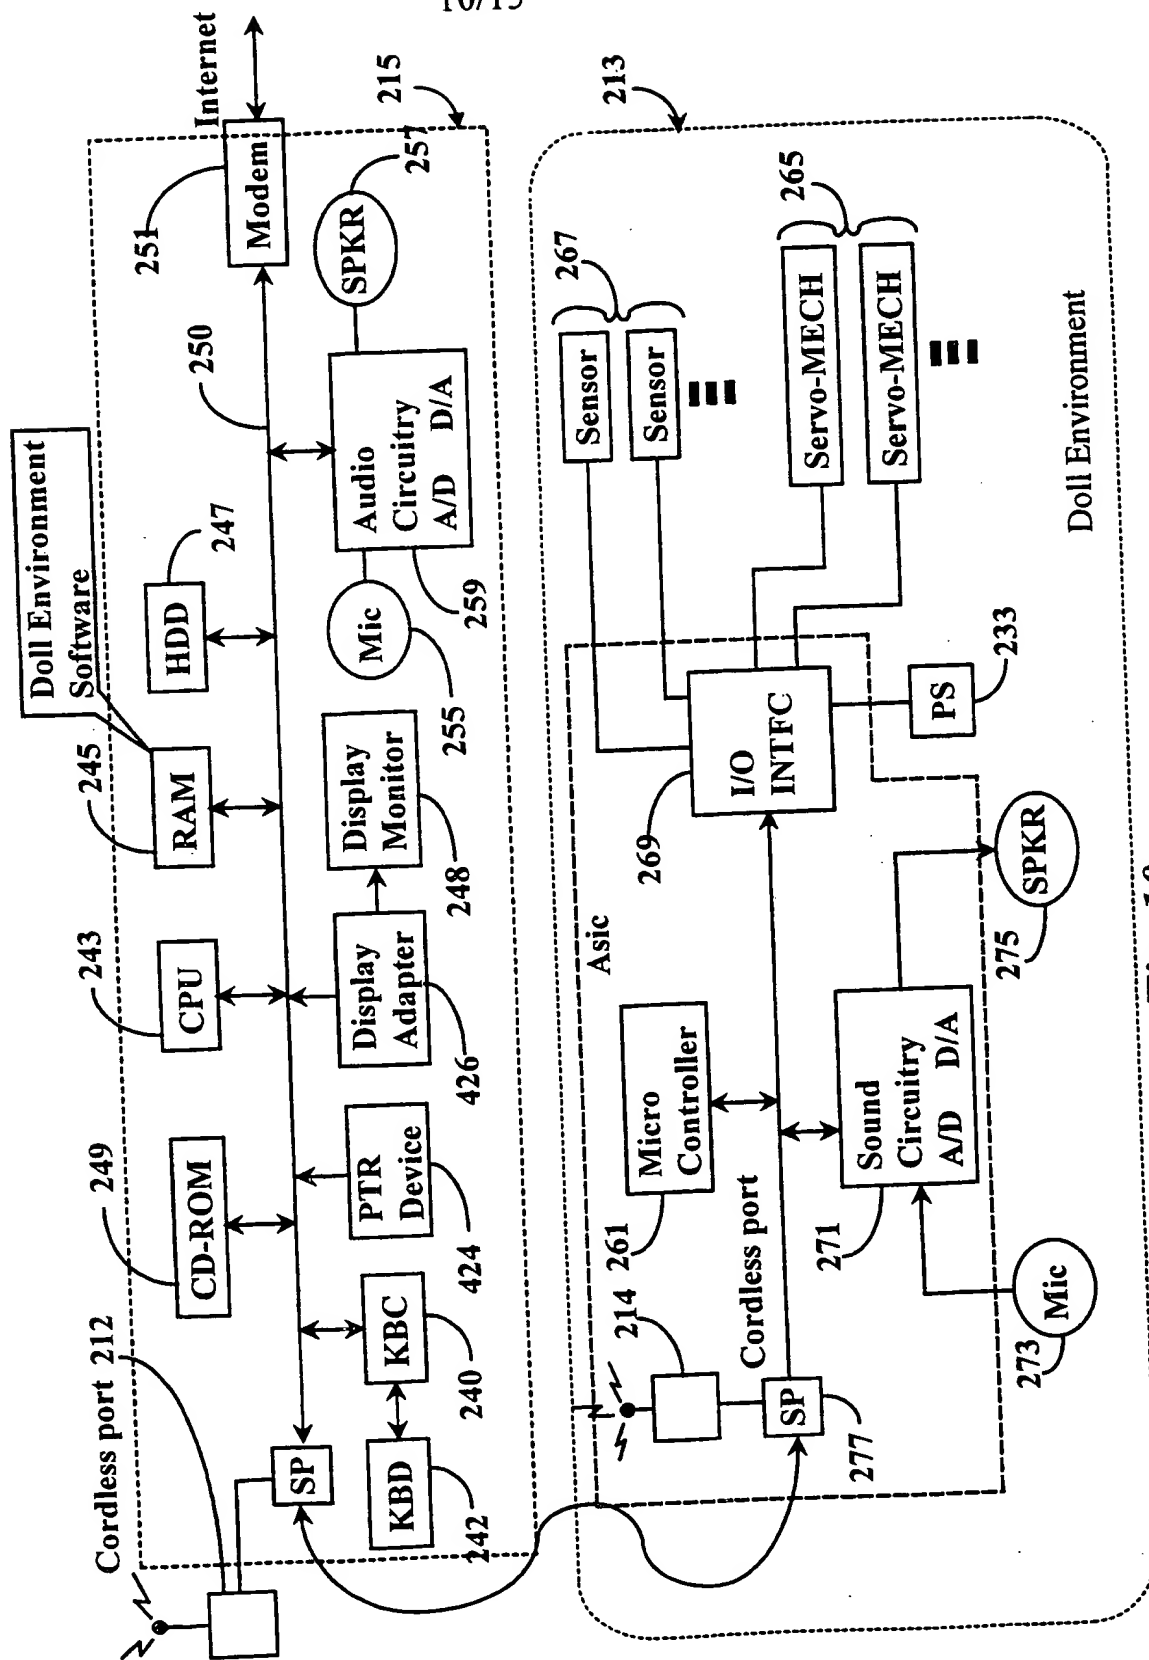 10/13
Internet
Modem
251
215
SPKR
257
250
Audio
Circuitry
A/D D/A
259
Mic
255
Doll Environment
Software
HDD
247
RAM
245
Display
Monitor
248
CPU
243
Display
Adapter
426
CD-ROM
249
PTR
Device
424
KBC
240
KBD
242
SP
Cordless port 212
213
Sensor
Sensor
267
Servo-MECH
Servo-MECH
265
Doll Environment
I/O
INTFC
269
PS
233
Asic
Micro
Controller
261
Cordless port
214
SP
277
Sound
Circuitry
A/D D/A
271
SPKR
275
Mic
273